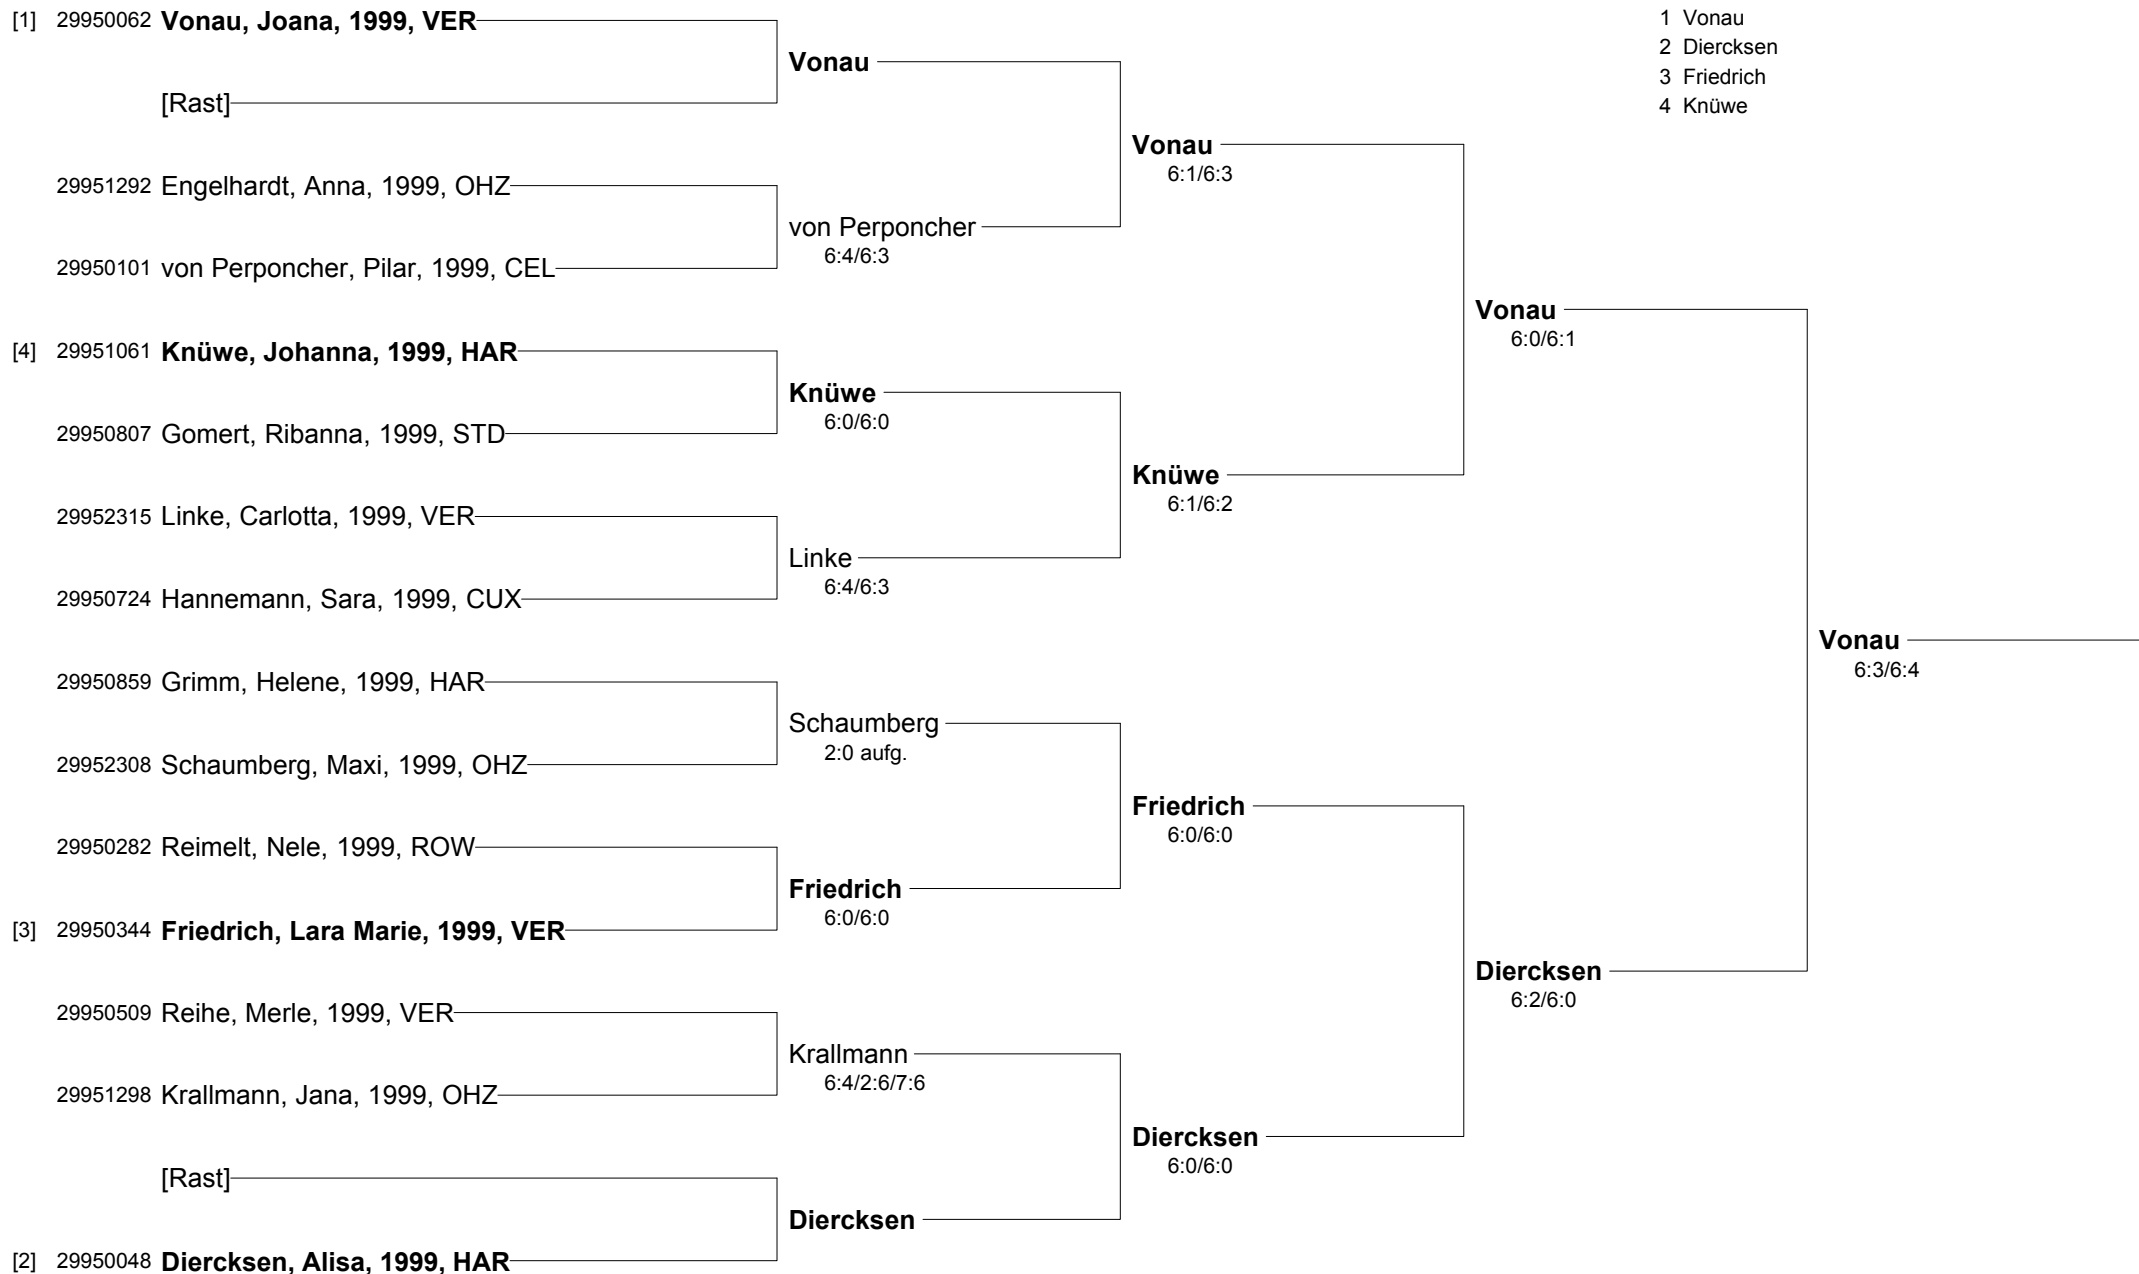 [1] 29950062 Vonau, Joana, 1999, VER
[Rast]
29951292 Engelhardt, Anna, 1999, OHZ
29950101 von Perponcher, Pilar, 1999, CEL
[4] 29951061 Knüwe, Johanna, 1999, HAR
29950807 Gomert, Ribanna, 1999, STD
29952315 Linke, Carlotta, 1999, VER
29950724 Hannemann, Sara, 1999, CUX
29950859 Grimm, Helene, 1999, HAR
29952308 Schaumberg, Maxi, 1999, OHZ
29950282 Reimelt, Nele, 1999, ROW
[3] 29950344 Friedrich, Lara Marie, 1999, VER
29950509 Reihe, Merle, 1999, VER
29951298 Krallmann, Jana, 1999, OHZ
[Rast]
[2] 29950048 Diercksen, Alisa, 1999, HAR
Vonau
von Perponcher
6:4/6:3
Knüwe
6:0/6:0
Linke
6:4/6:3
Schaumberg
2:0 aufg.
Friedrich
6:0/6:0
Krallmann
6:4/2:6/7:6
Diercksen
Vonau
6:1/6:3
Knüwe
6:1/6:2
Friedrich
6:0/6:0
Diercksen
6:0/6:0
Vonau
6:0/6:1
Diercksen
6:2/6:0
Vonau
6:3/6:4
1 Vonau
2 Diercksen
3 Friedrich
4 Knüwe